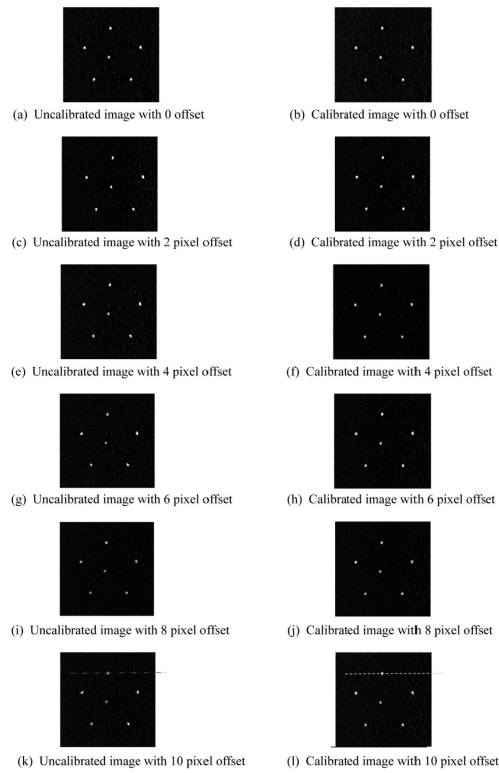 (a) Uncalibrated image with 0 offset
(b) Calibrated image with 0 offset
(c) Uncalibrated image with 2 pixel offset
(d) Calibrated image with 2 pixel offset
(e) Uncalibrated image with 4 pixel offset
(f) Calibrated image with 4 pixel offset
(g) Uncalibrated image with 6 pixel offset
(h) Calibrated image with 6 pixel offset
(i) Uncalibrated image with 8 pixel offset
(j) Calibrated image with 8 pixel offset
(k) Uncalibrated image with 10 pixel offset
(l) Calibrated image with 10 pixel offset